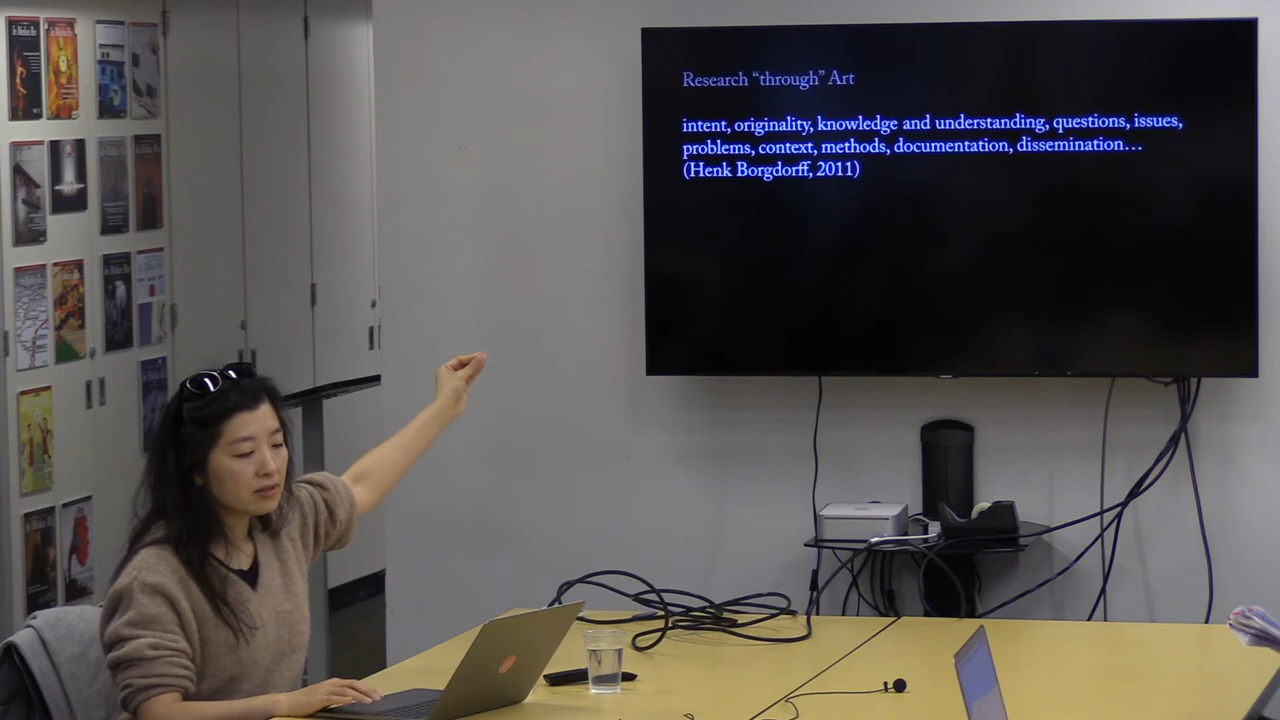 Research “through” Art
intent, originality, knowledge and understanding, questions, issues,
problems, context, methods, documentation, dissemination…
(Henk Borgdorff, 2011)